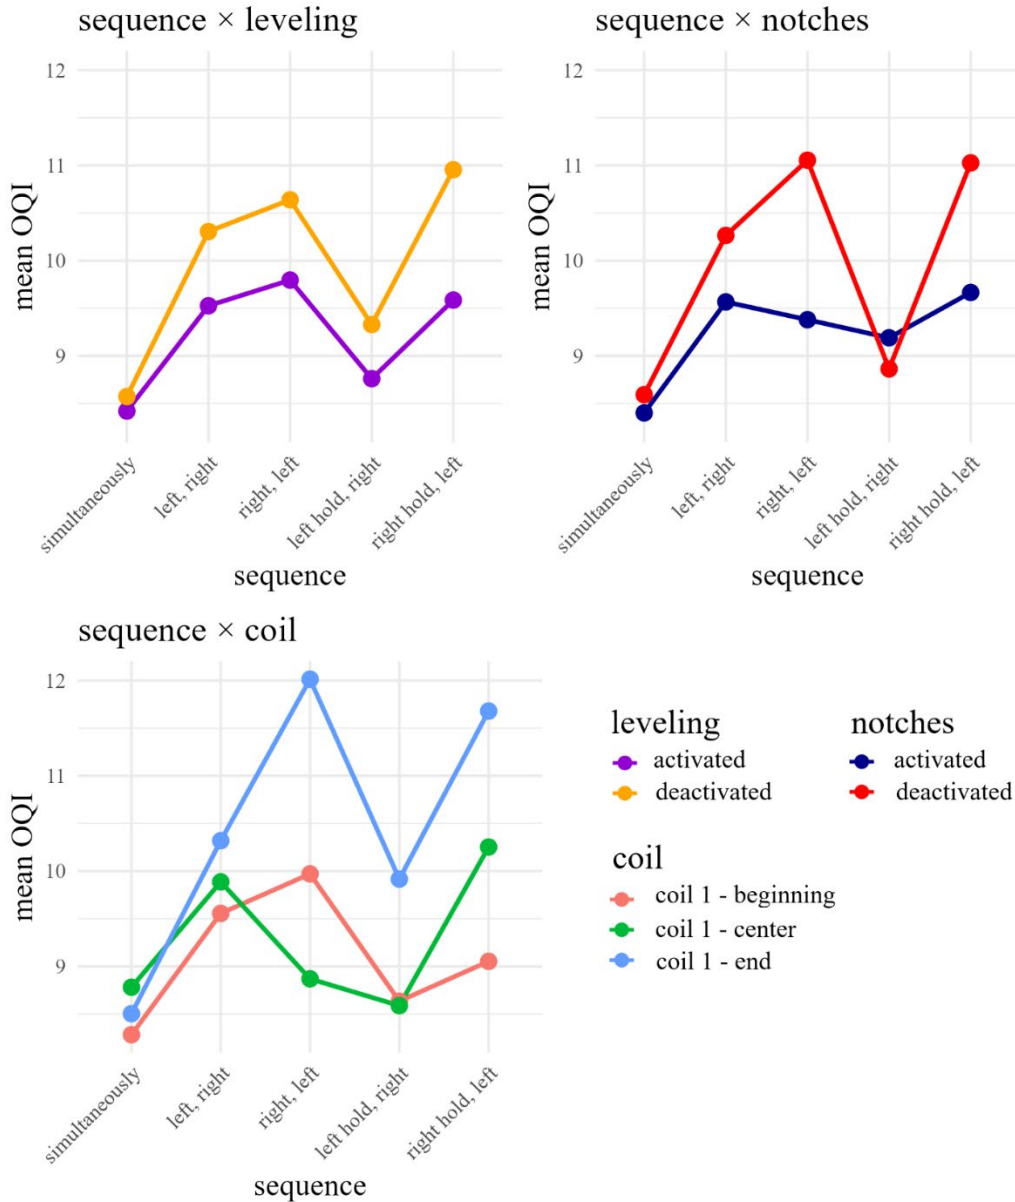 sequence × leveling
12
11
10
9
mean OQI
simultaneously
left, right
right, left
left hold, right
right hold, left
sequence
sequence × notches
12
11
10
9
mean OQI
simultaneously
left, right
right, left
left hold, right
right hold, left
sequence
sequence × coil
12
11
10
9
mean OQI
simultaneously
left, right
right, left
left hold, right
right hold, left
sequence
leveling
activated
deactivated
notches
activated
deactivated
coil
coil 1 - beginning
coil 1 - center
coil 1 - end